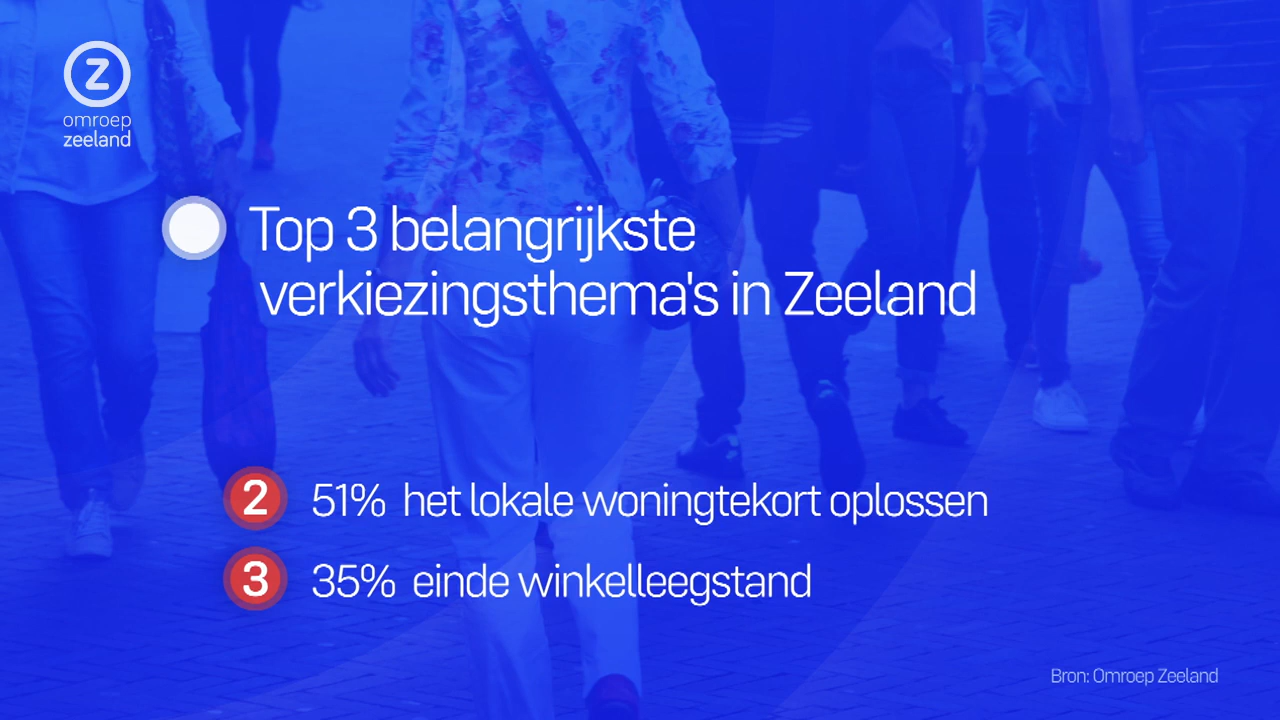 Z
omroep
zeeland
Top 3 belangrijkste
verkiezingsthema's in Zeeland
2 51% het lokale woningtekort oplossen
3 35% einde winkelleegstand
Bron: Omroep Zeeland